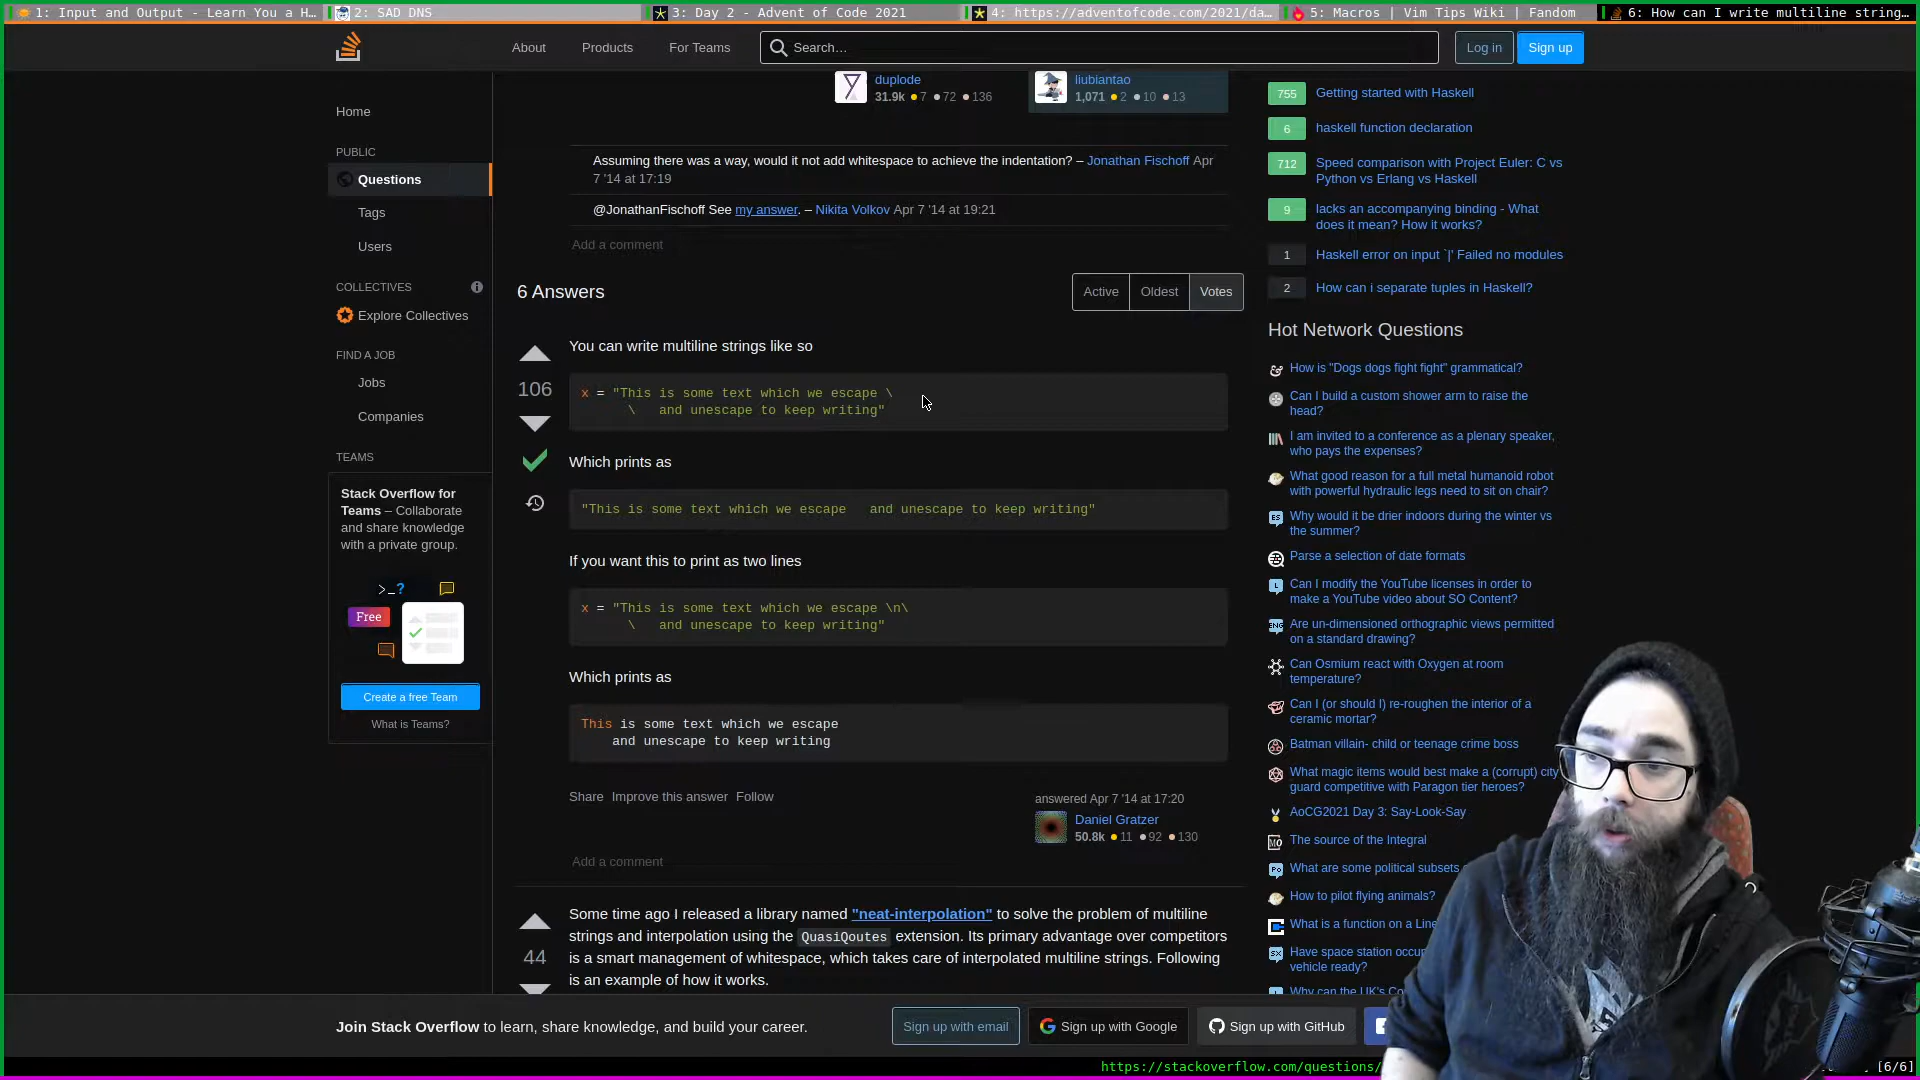 1: Input and Output - Learn You a H…
2: SAD DNS
3: Day 2 - Advent of Code 2021
4: https://adventofcode.com/2021/da…
5: Macros | Vim Tips Wiki | Fandom
6: How can I write multiline string…
About
Products
For Teams
Search…
Log in
Sign up
Home
PUBLIC
Questions
Tags
Users
COLLECTIVES
Explore Collectives
FIND A JOB
Jobs
Companies
TEAMS
Stack Overflow for
Teams – Collaborate
and share knowledge
with a private group.
>_?
Free
Create a free Team
What is Teams?
duplode
31.9k 7 72 136
liubiantao
1,071 2 10 13
Assuming there was a way, would it not add whitespace to achieve the indentation? – Jonathan Fischoff Apr
7 '14 at 17:19
@JonathanFischoff See my answer. – Nikita Volkov Apr 7 '14 at 19:21
Add a comment
6 Answers
Active
Oldest
Votes
106
You can write multiline strings like so
x = "This is some text which we escape \
\   and unescape to keep writing"
Which prints as
"This is some text which we escape   and unescape to keep writing"
If you want this to print as two lines
x = "This is some text which we escape \n\
\   and unescape to keep writing"
Which prints as
This is some text which we escape
and unescape to keep writing
Share Improve this answer Follow
answered Apr 7 '14 at 17:20
Daniel Gratzer
50.8k 11 92 130
Add a comment
44
Some time ago I released a library named "neat-interpolation" to solve the problem of multiline
strings and interpolation using the QuasiQoutes extension. Its primary advantage over competitors
is a smart management of whitespace, which takes care of interpolated multiline strings. Following
is an example of how it works.
755 Getting started with Haskell
6 haskell function declaration
712 Speed comparison with Project Euler: C vs
Python vs Erlang vs Haskell
9 lacks an accompanying binding - What
does it mean? How it works?
1 Haskell error on input `|' Failed no modules
2 How can i separate tuples in Haskell?
Hot Network Questions
How is "Dogs dogs fight fight" grammatical?
Can I build a custom shower arm to raise the
head?
I am invited to a conference as a plenary speaker,
who pays the expenses?
What good reason for a full metal humanoid robot
with powerful hydraulic legs need to sit on chair?
Why would it be drier indoors during the winter vs
the summer?
Parse a selection of date formats
Can I modify the YouTube licenses in order to
make a YouTube video about SO Content?
Are un-dimensioned orthographic views permitted
on a standard drawing?
Can Osmium react with Oxygen at room
temperature?
Can I (or should I) re-roughen the interior of a
ceramic mortar?
Batman villain- child or teenage crime boss
What magic items would best make a (corrupt) city
guard competitive with Paragon tier heroes?
AoCG2021 Day 3: Say-Look-Say
The source of the Integral
What are some political subsets
How to pilot flying animals?
What is a function on a Line
Have space station
vehicle ready?
Why can the UK's
Join Stack Overflow to learn, share knowledge, and build your career.
Sign up with email
Sign up with Google
Sign up with GitHub
https://stackoverflow.com/questions/
[6/6]